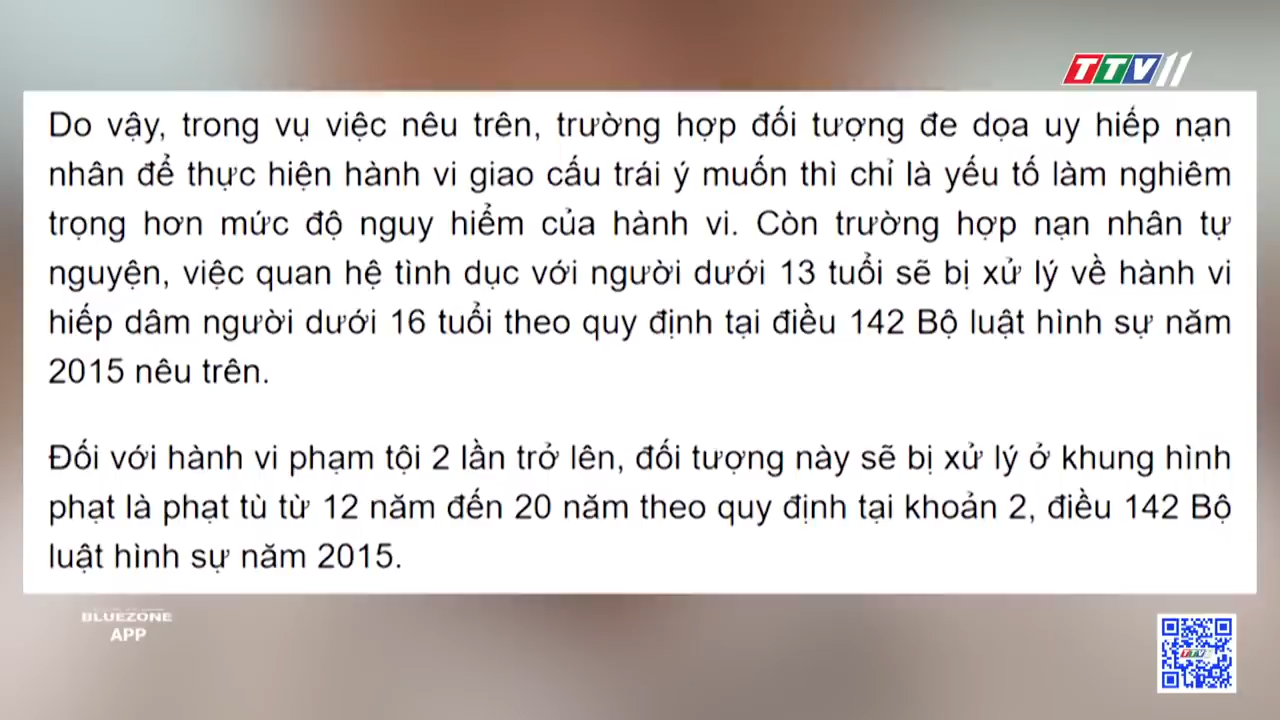 TTV11
Do vậy, trong vụ việc nêu trên, trường hợp đối tượng đe dọa uy hiếp nạn
nhân để thực hiện hành vi giao cấu trái ý muốn thì chỉ là yếu tố làm nghiêm
trọng hơn mức độ nguy hiểm của hành vi. Còn trường hợp nạn nhân tự
nguyện, việc quan hệ tình dục với người dưới 13 tuổi sẽ bị xử lý về hành vi
hiếp dâm người dưới 16 tuổi theo quy định tại điều 142 Bộ luật hình sự năm
2015 nêu trên.
Đối với hành vi phạm tội 2 lần trở lên, đối tượng này sẽ bị xử lý ở khung hình
phạt là phạt tù từ 12 năm đến 20 năm theo quy định tại khoản 2, điều 142 Bộ
luật hình sự năm 2015.
BLUEZONE
APP
TTV